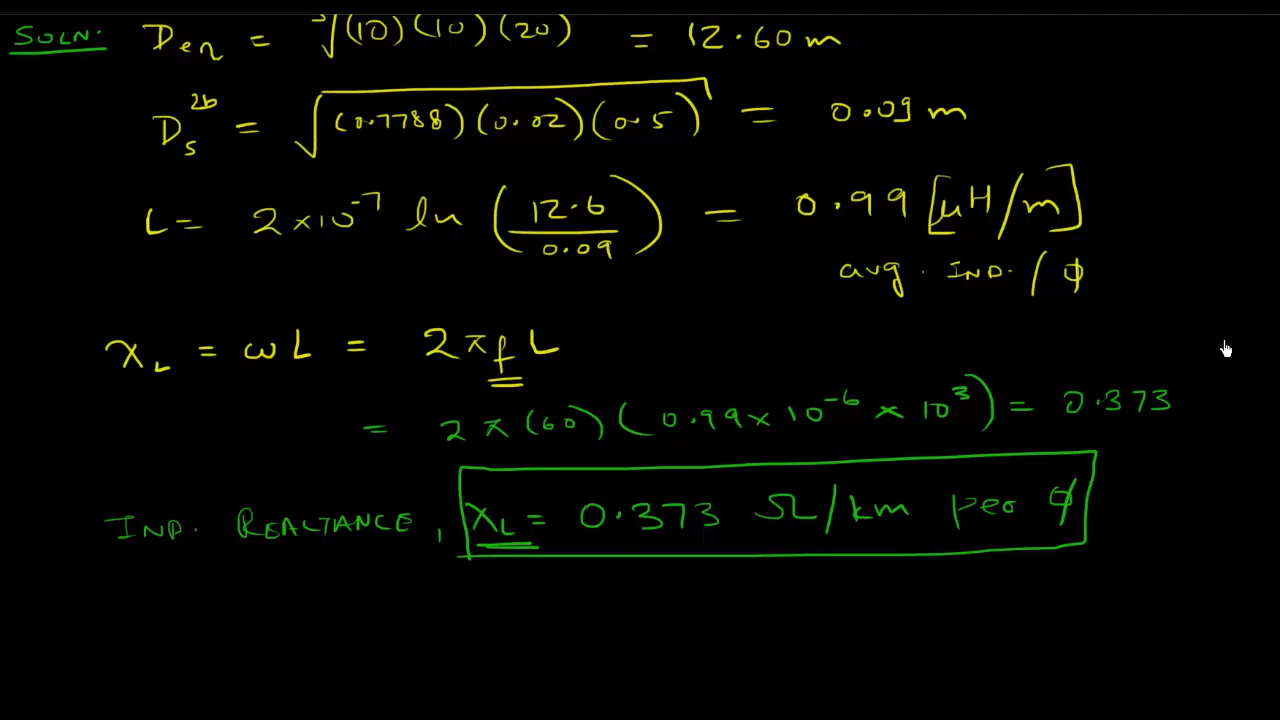 SOLN. Deq = ³√(10)(10)(20) = 12.60 m
Ds^2b = √(0.7788)(0.02)(0.5) = 0.09 m
L = 2×10^-7 ln (12.6/0.09) = 0.99 [μH/m]
avg. IND. / ϕ
XL = ωL = 2πfL
= 2π(60)(0.99×10^-6 × 10^3) = 0.373
IND. REACTANCE, XL = 0.373 Ω/km per ϕ